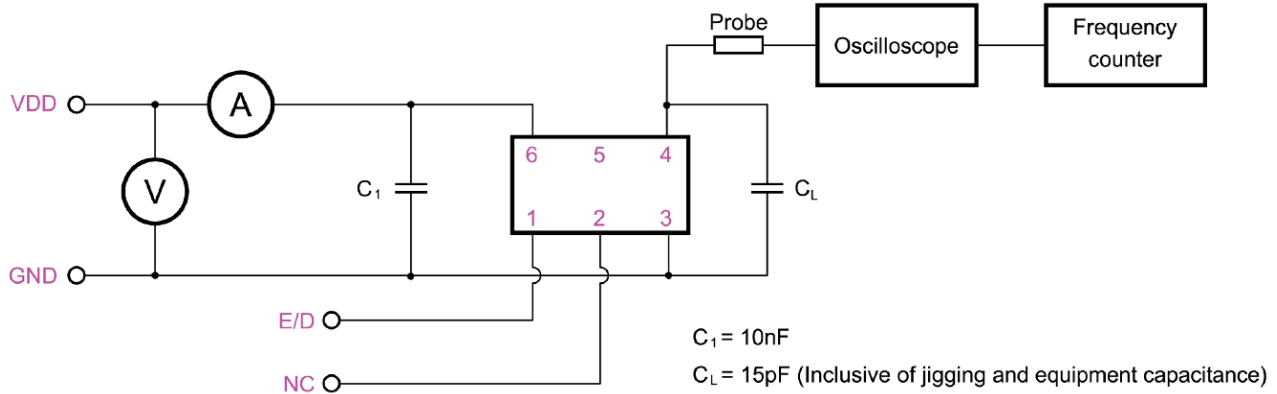 Probe
Oscilloscope
Frequency
counter
VDD
A
6 5 4
V
C1
CL
1 2 3
GND
E/D
C1 = 10nF
NC
CL = 15pF (Inclusive of jigging and equipment capacitance)